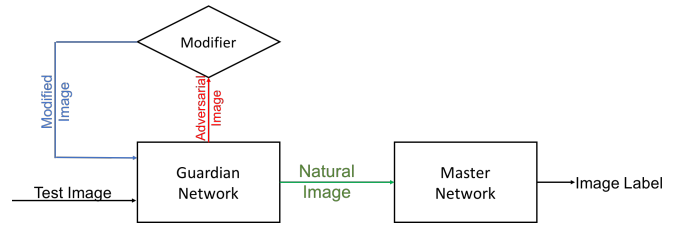 Modifier
Modified
Image
Adversarial
Image
Guardian
Network
Test Image
Natural
Image
Master
Network
Image Label